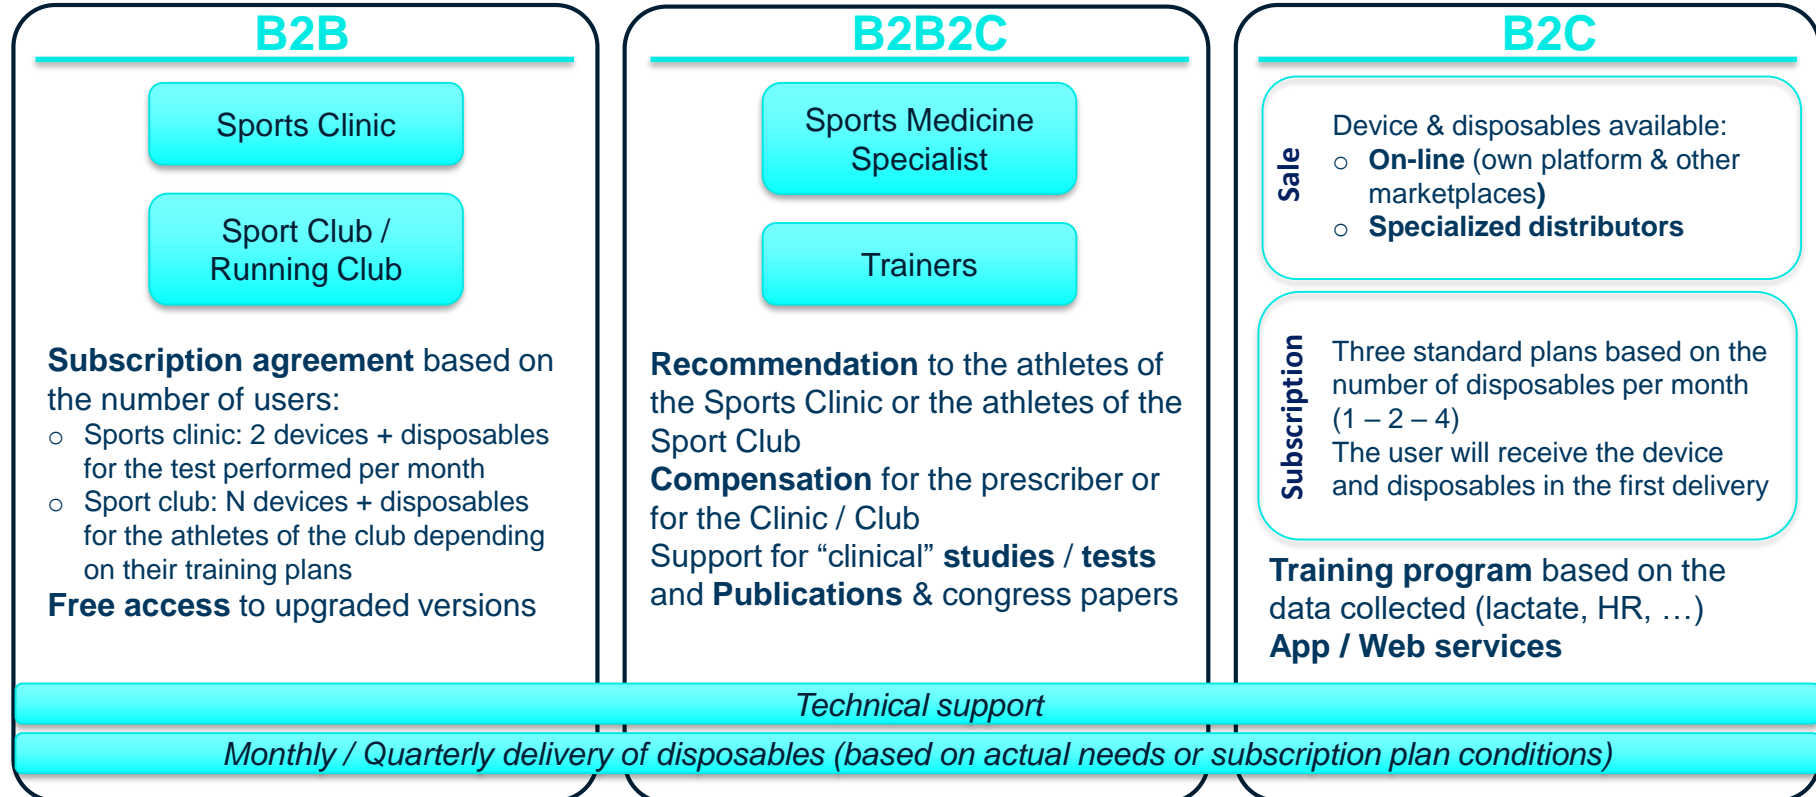 B2B
Sports Clinic
Sport Club /
Running Club
Subscription agreement based on
the number of users:
o Sports clinic: 2 devices + disposables
for the test performed per month
o Sport club: N devices + disposables
for the athletes of the club depending
on their training plans
Free access to upgraded versions
B2B2C
Sports Medicine
Specialist
Trainers
Recommendation to the athletes of
the Sports Clinic or the athletes of the
Sport Club
Compensation for the prescriber or
for the Clinic / Club
Support for “clinical” studies / tests
and Publications & congress papers
B2C
Sale
Device & disposables available:
o On-line (own platform & other
marketplaces)
o Specialized distributors
Subscription
Three standard plans based on the
number of disposables per month
(1 – 2 – 4)
The user will receive the device
and disposables in the first delivery
Training program based on the
data collected (lactate, HR, …)
App / Web services
Technical support
Monthly / Quarterly delivery of disposables (based on actual needs or subscription plan conditions)